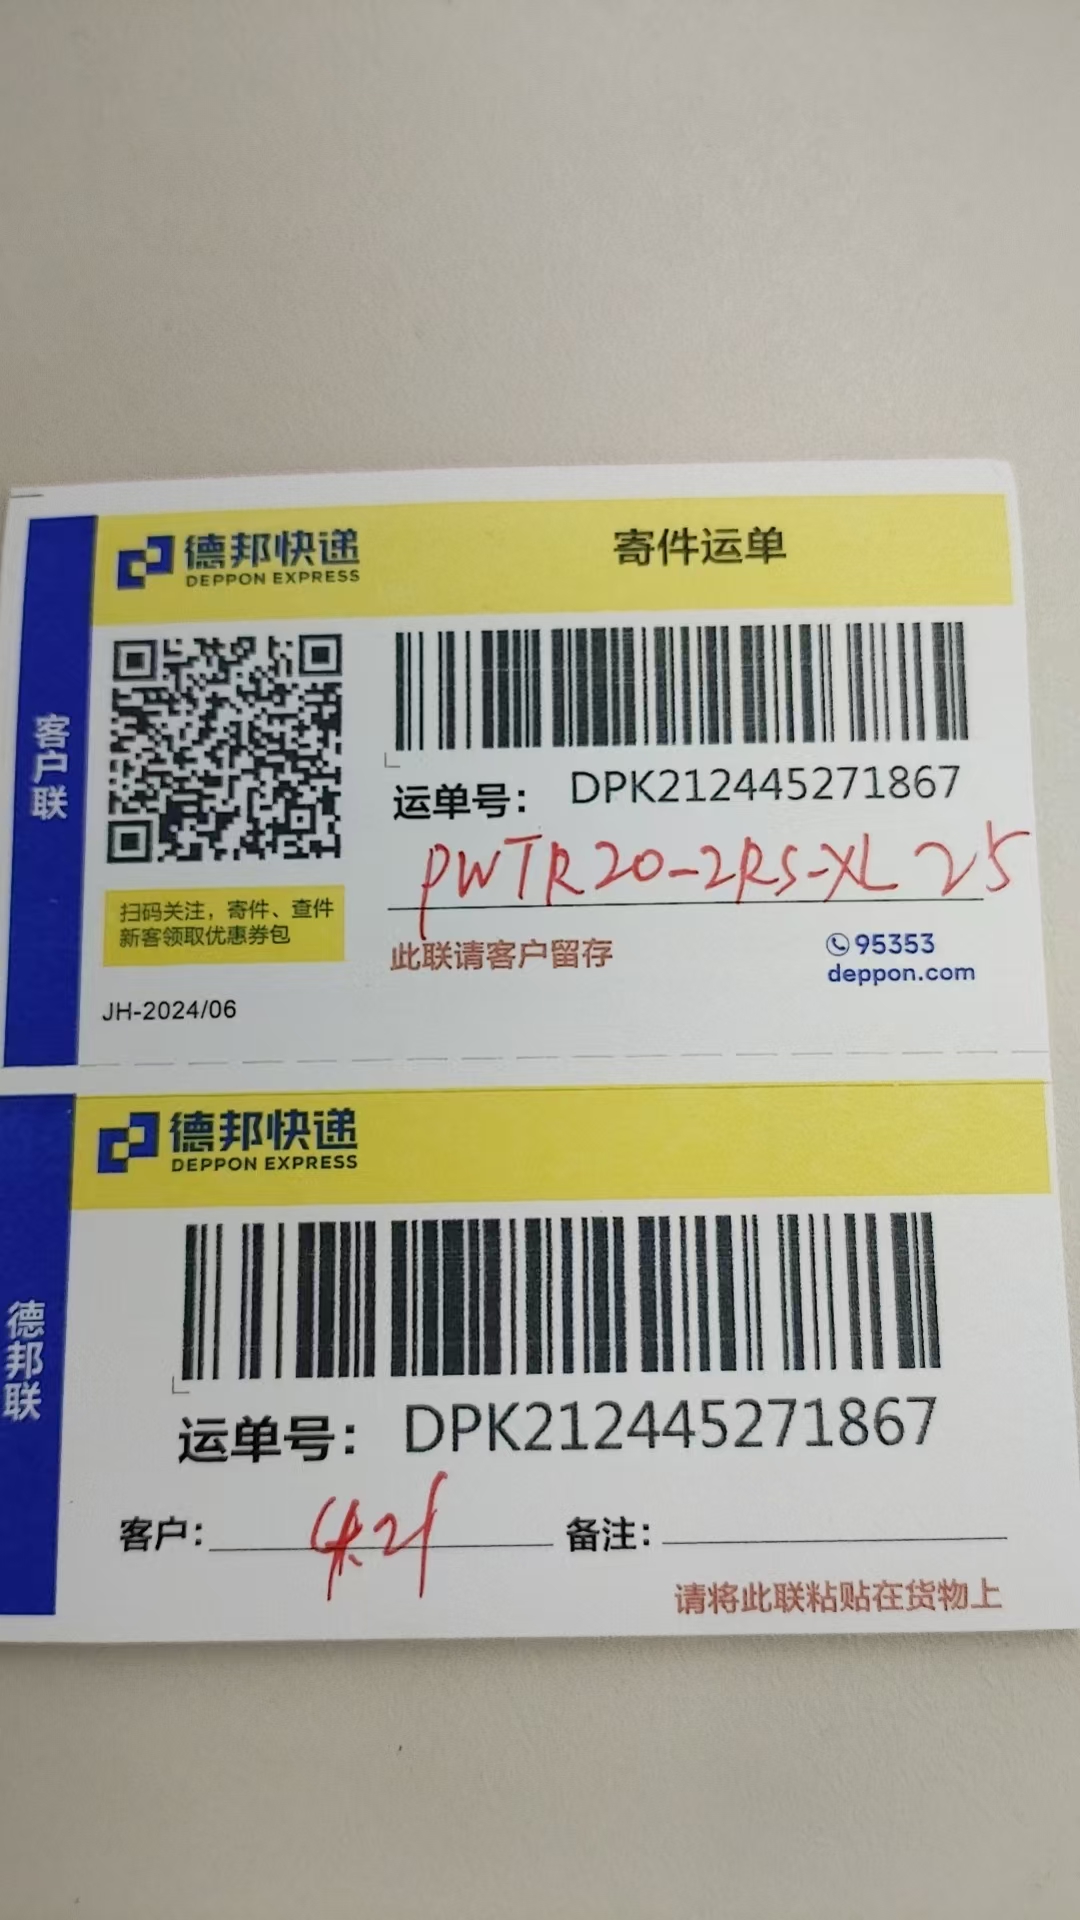 德邦快递
DEPPON EXPRESS
寄件运单
客户联
运单号： DPK212445271867
PWTR20-2RS-XL 25
扫码关注，寄件、查件
新客领取优惠券包
此联请客户留存
95353
deppon.com
JH-2024/06
德邦快递
DEPPON EXPRESS
德邦联
运单号： DPK212445271867
客户：
备注：
请将此联粘贴在货物上